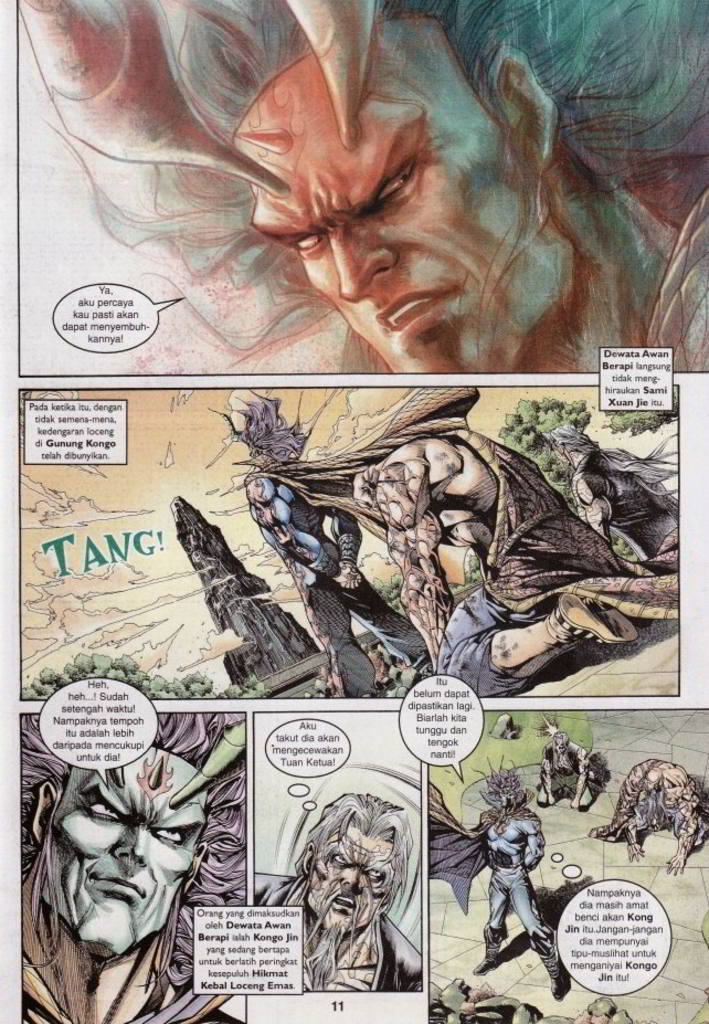 Ya,
aku percaya
kau pasti akan
dapat menyembuh-
kannya!
Dewata Awan
Berapi langsung
tidak meng-
hiraukan Sami
Xuan Jie itu.
Pada ketika itu, dengan
tidak semena-mena,
kedengaran loceng
di Gunung Kongo
telah dibunyikan.
TANG!
Heh,
heh...! Sudah
setengah waktu!
Nampaknya tempoh
itu adalah lebih
daripada mencukupi
untuk dia!
Aku
takut dia akan
mengecewakan
Tuan Ketua!
Itu
belum dapat
dipastikan lagi.
Biarlah kita
tunggu dan
tengok
nanti!
Orang yang dimaksudkan
oleh Dewata Awan
Berapi ialah Kongo Jin
yang sedang bertapa
untuk berlatih peringkat
kesepuluh Hikmat
Kebal Loceng Emas.
Nampaknya
dia masih amat
benci akan Kong
Jin itu.Jangan-jangan
dia mempunyai
tipu-muslihat untuk
menganiyai Kongo
Jin itu!
11